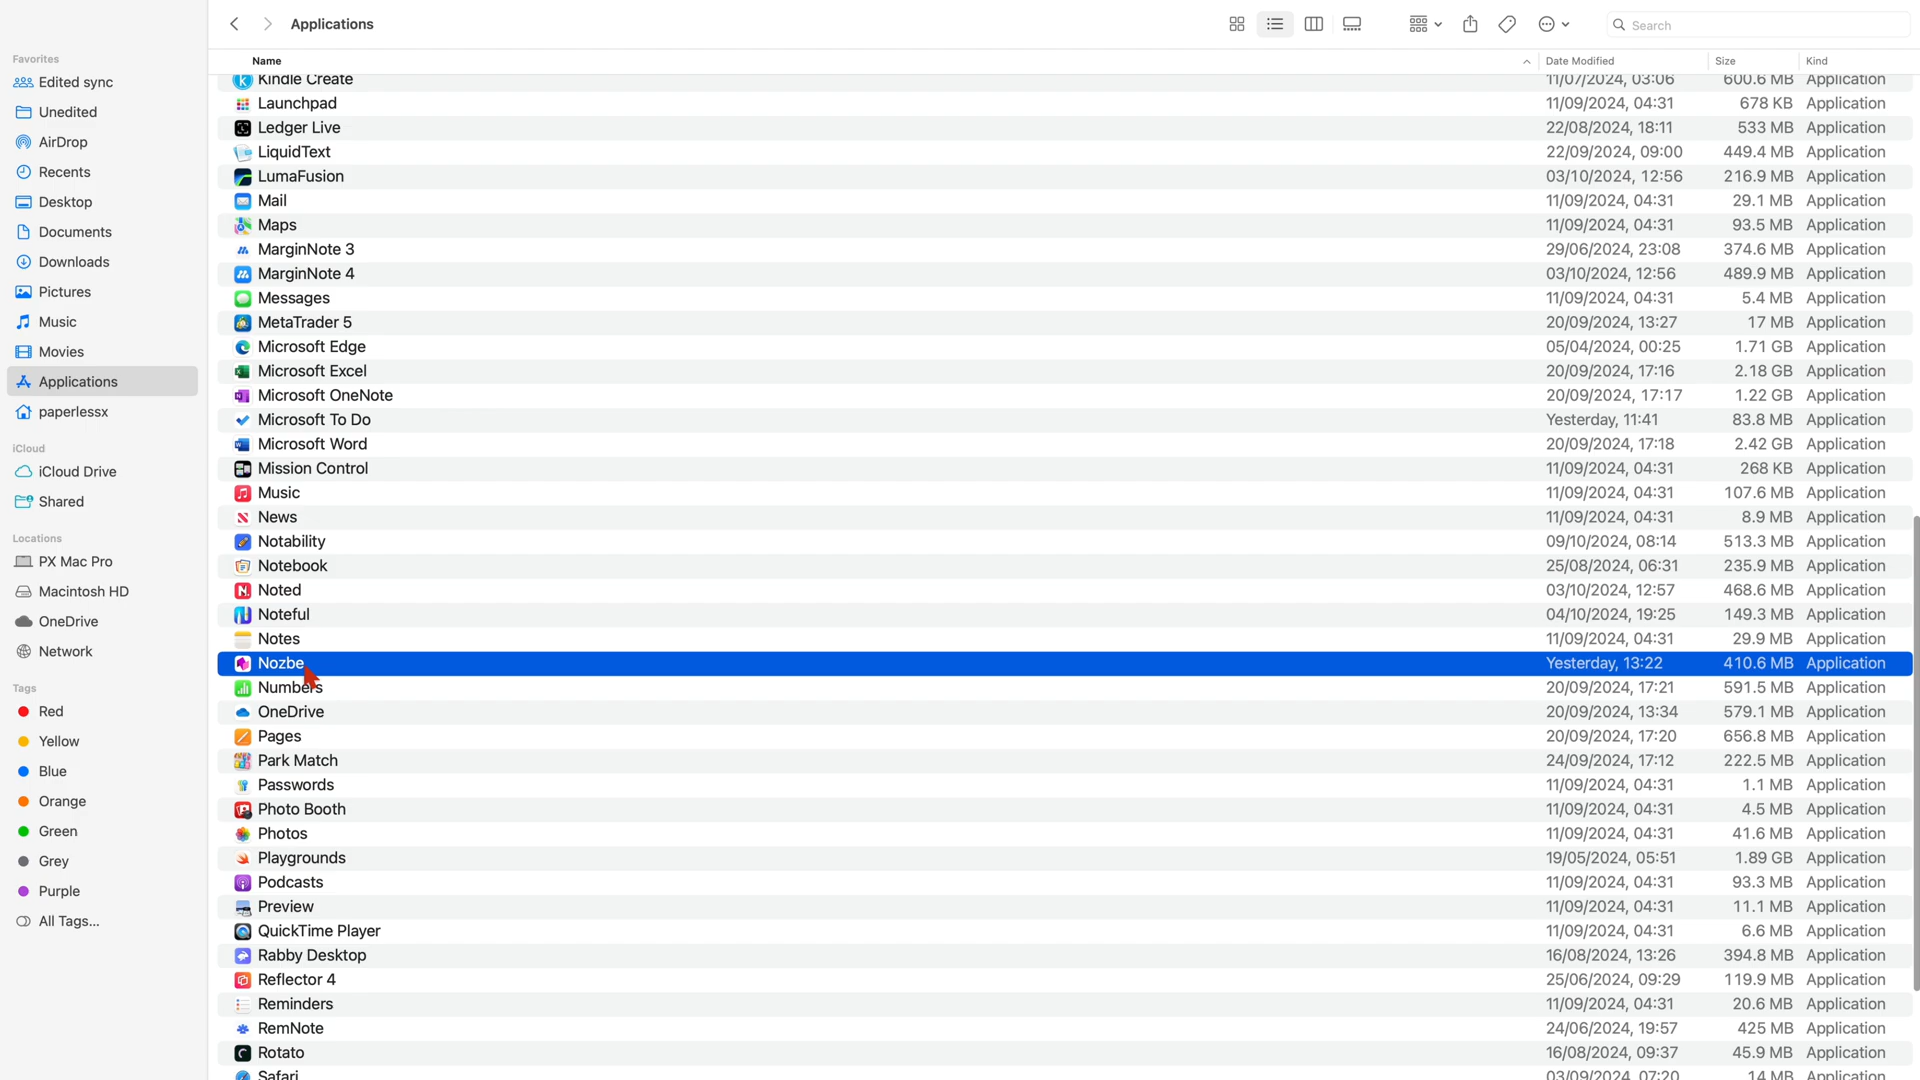 Applications
Search
Favorites
Edited sync
Unedited
AirDrop
Recents
Desktop
Documents
Downloads
Pictures
Music
Movies
Applications
paperlessx
iCloud
iCloud Drive
Shared
Locations
PX Mac Pro
Macintosh HD
OneDrive
Network
Tags
Red
Yellow
Blue
Orange
Green
Grey
Purple
All Tags...
Name Date Modified Size Kind
Kindle Create 11/07/2024, 03:06 600.6 MB Application
Launchpad 11/09/2024, 04:31 678 KB Application
Ledger Live 22/08/2024, 18:11 533 MB Application
LiquidText 22/09/2024, 09:00 449.4 MB Application
LumaFusion 03/10/2024, 12:56 216.9 MB Application
Mail 11/09/2024, 04:31 29.1 MB Application
Maps 11/09/2024, 04:31 93.5 MB Application
MarginNote 3 29/06/2024, 23:08 374.6 MB Application
MarginNote 4 03/10/2024, 12:56 489.9 MB Application
Messages 11/09/2024, 04:31 5.4 MB Application
MetaTrader 5 20/09/2024, 13:27 17 MB Application
Microsoft Edge 05/04/2024, 00:25 1.71 GB Application
Microsoft Excel 20/09/2024, 17:16 2.18 GB Application
Microsoft OneNote 20/09/2024, 17:17 1.22 GB Application
Microsoft To Do Yesterday, 11:41 83.8 MB Application
Microsoft Word 20/09/2024, 17:18 2.42 GB Application
Mission Control 11/09/2024, 04:31 268 KB Application
Music 11/09/2024, 04:31 107.6 MB Application
News 11/09/2024, 04:31 8.9 MB Application
Notability 09/10/2024, 08:14 513.3 MB Application
Notebook 25/08/2024, 06:31 235.9 MB Application
Noted 03/10/2024, 12:57 468.6 MB Application
Noteful 04/10/2024, 19:25 149.3 MB Application
Notes 11/09/2024, 04:31 29.9 MB Application
Nozbe Yesterday, 13:22 410.6 MB Application
Numbers 20/09/2024, 17:21 591.5 MB Application
OneDrive 20/09/2024, 13:34 579.1 MB Application
Pages 20/09/2024, 17:20 656.8 MB Application
Park Match 24/09/2024, 17:12 222.5 MB Application
Passwords 11/09/2024, 04:31 1.1 MB Application
Photo Booth 11/09/2024, 04:31 4.5 MB Application
Photos 11/09/2024, 04:31 41.6 MB Application
Playgrounds 19/05/2024, 05:51 1.89 GB Application
Podcasts 11/09/2024, 04:31 93.3 MB Application
Preview 11/09/2024, 04:31 11.1 MB Application
QuickTime Player 11/09/2024, 04:31 6.6 MB Application
Rabby Desktop 16/08/2024, 13:26 394.8 MB Application
Reflector 4 25/06/2024, 09:29 119.9 MB Application
Reminders 11/09/2024, 04:31 20.6 MB Application
RemNote 24/06/2024, 19:57 425 MB Application
Rotato 16/08/2024, 09:37 45.9 MB Application
Safari 03/09/2024, 07:20 14 MB Application